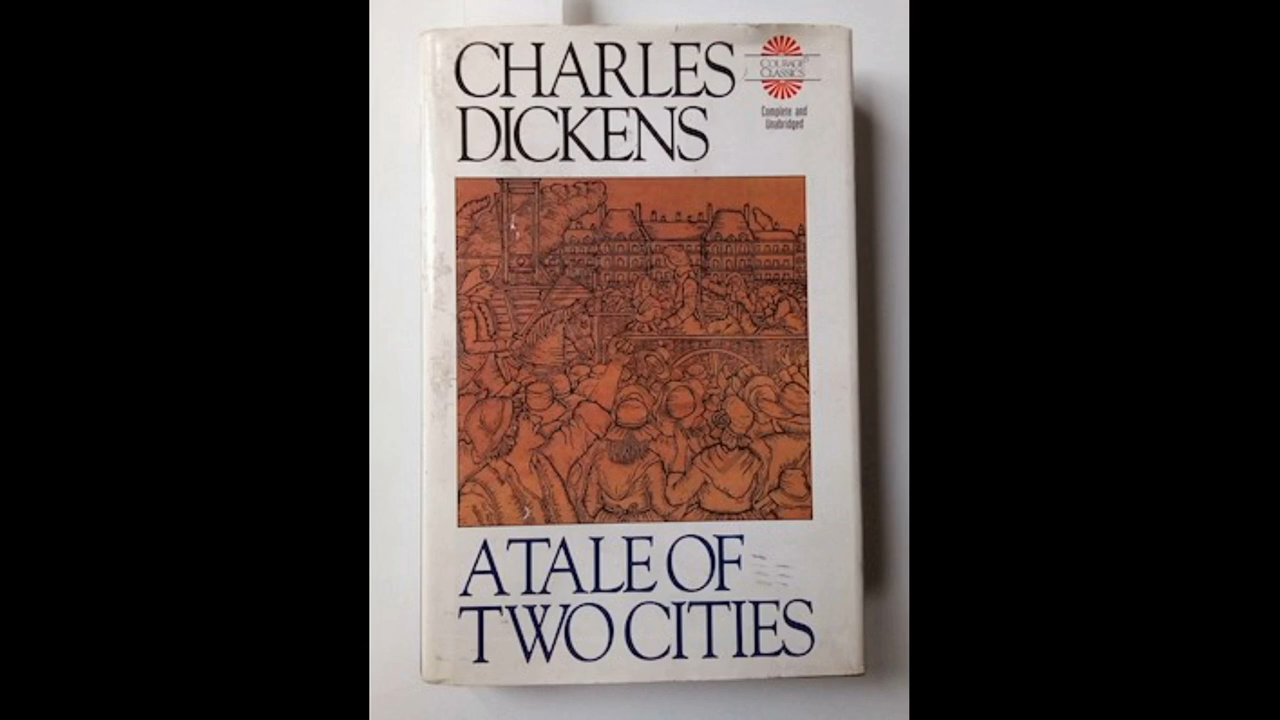 CHARLES
DICKENS
COURAGE
CLASSICS
Complete and
Unabridged
A TALE OF
TWO CITIES